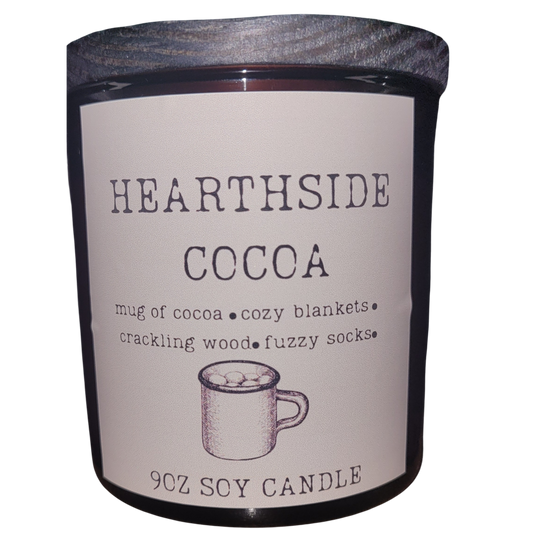 HEARTHSIDE
COCOA
mug of cocoa • cozy blankets •
crackling wood • fuzzy socks •
9OZ SOY CANDLE